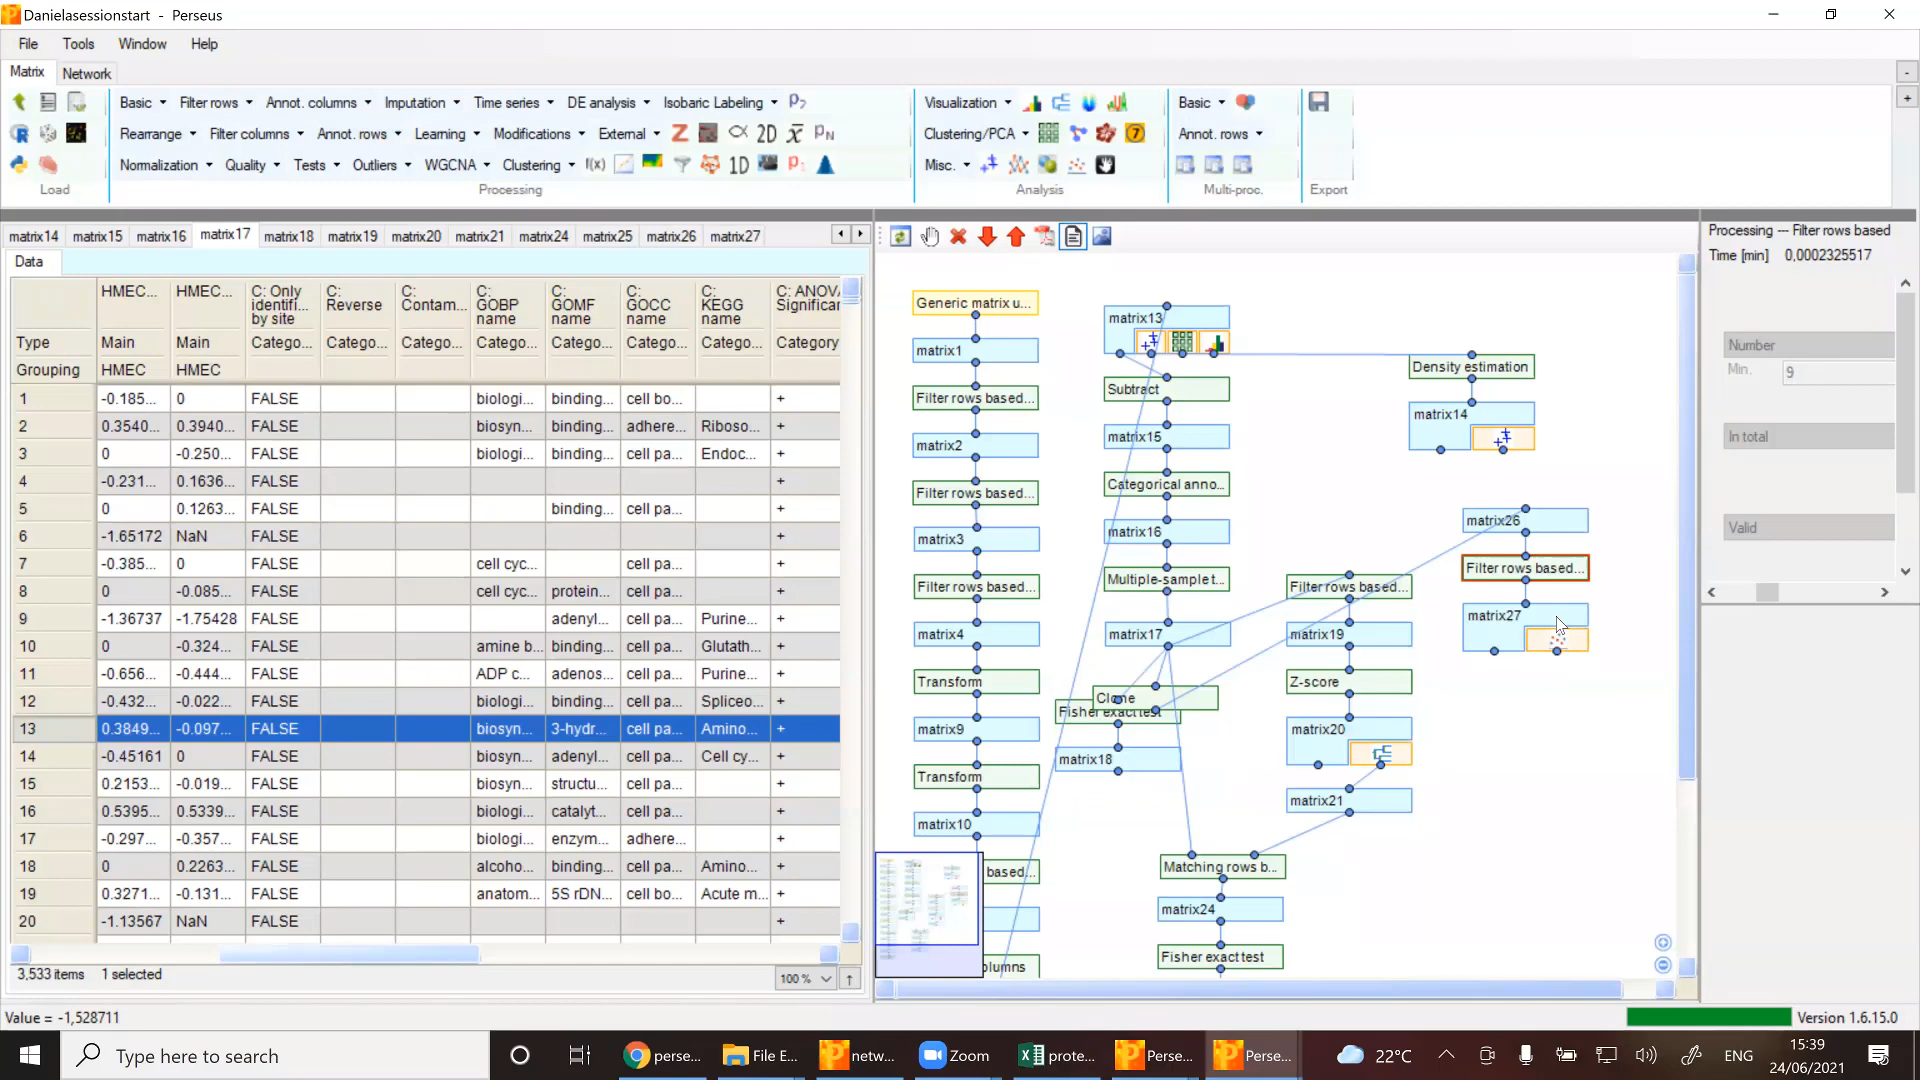 Danielasessionstart - Perseus
File Tools Window Help
Matrix Network
Basic Filter rows Annot. columns Imputation Time series DE analysis Isobaric Labeling p₂
Rearrange Filter columns Annot. rows Learning Modifications External Z 2D x̄ PN
Normalization Quality Tests Outliers WGCNA Clustering f(x) 1D p₁
Load Processing
Visualization
Clustering/PCA 7
Misc.
Analysis
Basic
Annot. rows
Multi-proc. Export
matrix14 matrix15 matrix16 matrix17 matrix18 matrix19 matrix20 matrix21 matrix24 matrix25 matrix26 matrix27
Data
HMEC... HMEC... C: Only identifi... by site C: Reverse C: Contam... C: GOBP name C: GOMF name C: GOCC name C: KEGG name C: ANOVA Significan
Type Main Main Catego... Catego... Catego... Catego... Catego... Catego... Catego... Category
Grouping HMEC HMEC
1 -0.185... 0 FALSE biologi... binding... cell bo... +
2 0.3540... 0.3940... FALSE biosyn... binding... adhere... Riboso... +
3 0 -0.250... FALSE biologi... binding... cell pa... Endoc... +
4 -0.231... 0.1636... FALSE +
5 0 0.1263... FALSE binding... cell pa... +
6 -1.65172 NaN FALSE +
7 -0.385... 0 FALSE cell cyc... cell pa... +
8 0 -0.085... FALSE cell cyc... protein... cell pa... +
9 -1.36737 -1.75428 FALSE adenyl... cell pa... Purine... +
10 0 -0.324... FALSE amine b... binding... cell pa... Glutath... +
11 -0.656... -0.444... FALSE ADP c... adenos... cell pa... Purine... +
12 -0.432... -0.022... FALSE biosyn... binding... cell pa... Spliceo... +
13 0.3849... -0.097... FALSE biosyn... 3-hydr... cell pa... Amino... +
14 -0.45161 0 FALSE biosyn... adenyl... cell pa... Cell cy... +
15 0.2153... -0.019... FALSE biosyn... structu... cell pa... +
16 0.5395... 0.5339... FALSE biologi... catalyt... cell pa... +
17 -0.297... -0.357... FALSE biologi... enzym... adhere... +
18 0 0.2263... FALSE alcoho... binding... cell pa... Amino... +
19 0.3271... -0.131... FALSE anatom... 5S rDN... cell bo... Acute m... +
20 -1.13567 NaN FALSE +
3,533 items 1 selected
100 %
Generic matrix u...
matrix1
Filter rows based...
matrix2
Filter rows based...
matrix3
Filter rows based...
matrix4
Transform
matrix9
Transform
matrix10
based...
olumns
matrix13
Subtract
matrix15
Categorical anno...
matrix16
Multiple-sample t...
matrix17
Clone
Fisher exact test
matrix18
Density estimation
matrix14
Filter rows based...
matrix19
Z-score
matrix20
matrix21
Matching rows b...
matrix24
Fisher exact test
matrix26
Filter rows based...
matrix27
Processing --- Filter rows based
Time [min] 0,0002325517
Number
Min. 9
In total
Valid
Value = -1,528711
Version 1.6.15.0
Type here to search
perse... File E... netw... Zoom prote... Perse... Perse...
22°C ENG
15:39
24/06/2021